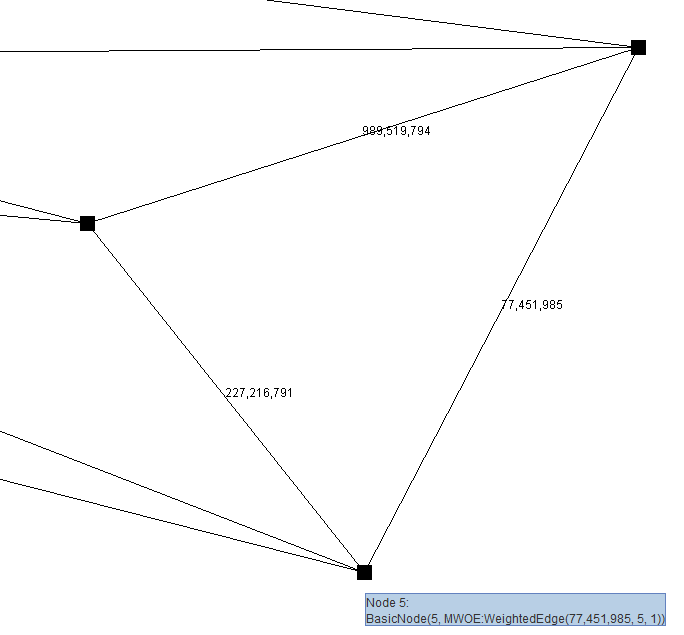 989,519,794
77,451,985
227,216,791
Node 5:
BasicNode(5, MWOE:WeightedEdge(77,451,985, 5, 1))